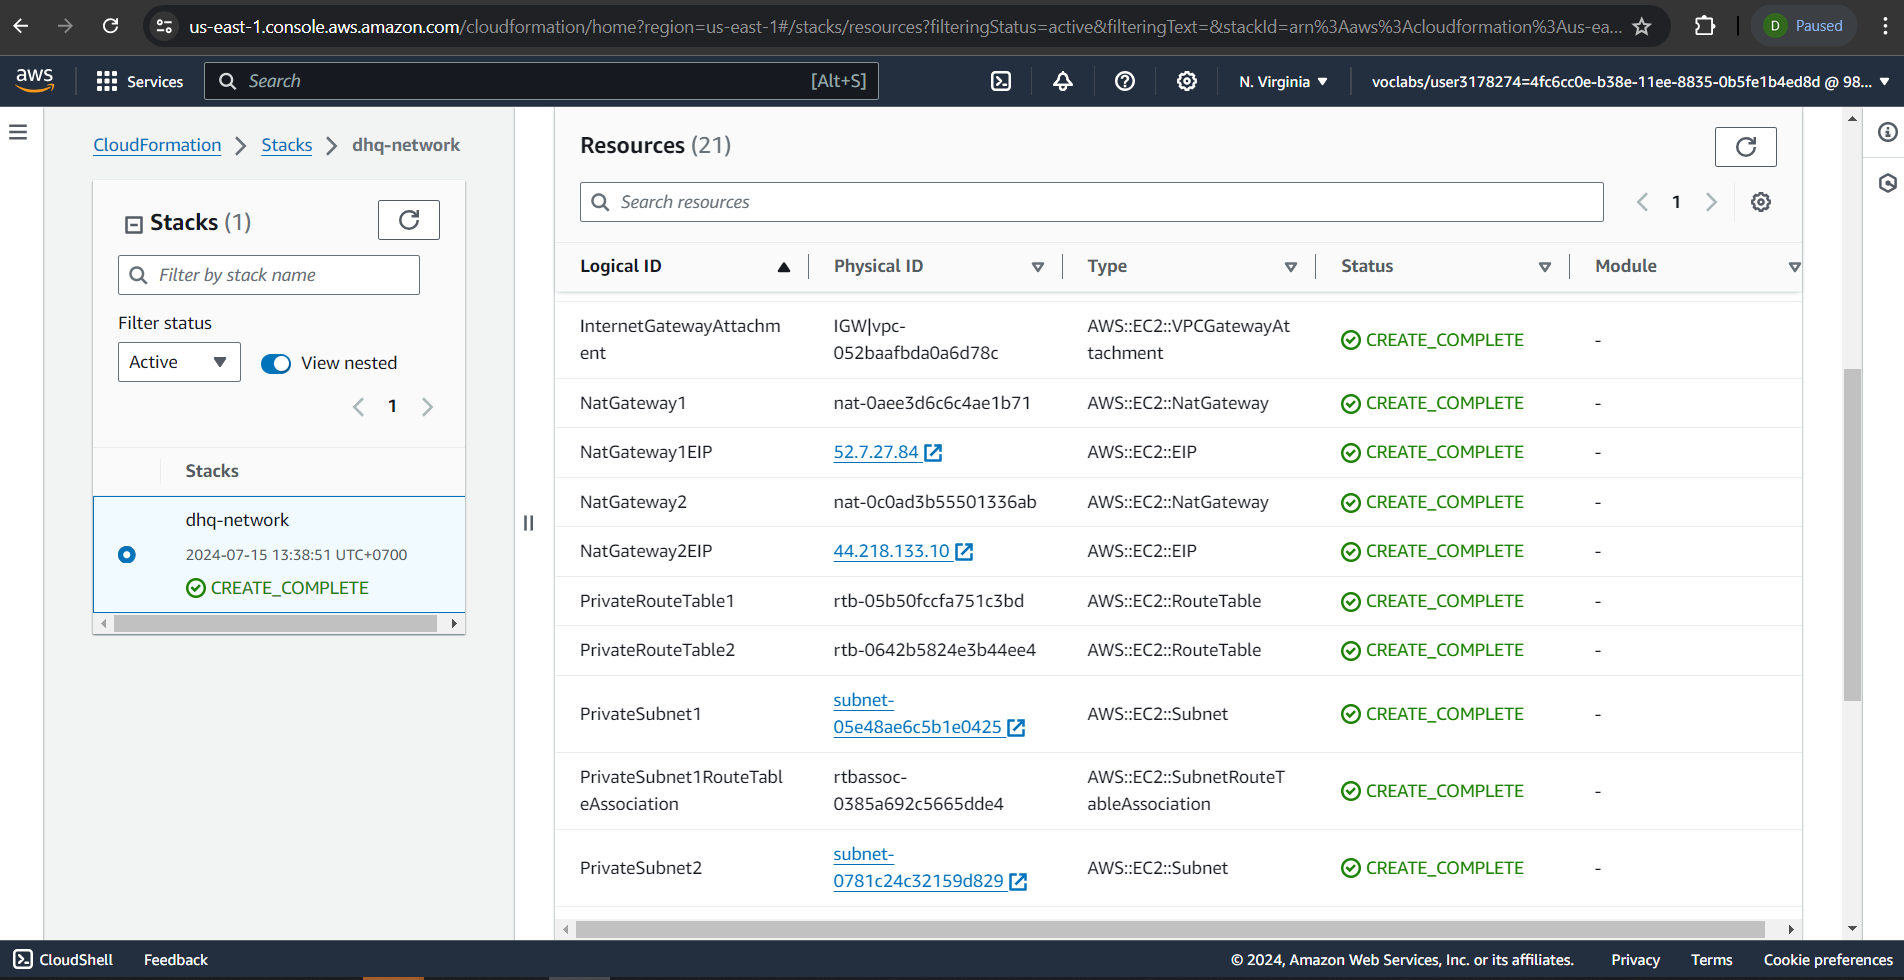 us-east-1.console.aws.amazon.com/cloudformation/home?region=us-east-1#/stacks/resources?filteringStatus=active&filteringText=&stackId=arn%3Aaws%3Acloudformation%3Aus-ea...
D Paused
aws
Services
Search [Alt+S]
N. Virginia
voclabs/user3178274=4fc6cc0e-b38e-11ee-8835-0b5fe1b4ed8d @ 98...
CloudFormation Stacks dhq-network
Stacks (1)
Filter by stack name
Filter status
Active View nested
1
Stacks
dhq-network
2024-07-15 13:38:51 UTC+0700
CREATE_COMPLETE
Resources (21)
Search resources
1
Logical ID Physical ID Type Status Module
InternetGatewayAttachm IGW|vpc- AWS::EC2::VPCGatewayAt
CREATE_COMPLETE -
ent 052baafbda0a6d78c tachment
NatGateway1 nat-0aee3d6c6c4ae1b71 AWS::EC2::NatGateway CREATE_COMPLETE -
NatGateway1EIP 52.7.27.84 AWS::EC2::EIP CREATE_COMPLETE -
NatGateway2 nat-0c0ad3b55501336ab AWS::EC2::NatGateway CREATE_COMPLETE -
NatGateway2EIP 44.218.133.10 AWS::EC2::EIP CREATE_COMPLETE -
PrivateRouteTable1 rtb-05b50fccfa751c3bd AWS::EC2::RouteTable CREATE_COMPLETE -
PrivateRouteTable2 rtb-0642b5824e3b44ee4 AWS::EC2::RouteTable CREATE_COMPLETE -
subnet-
PrivateSubnet1 AWS::EC2::Subnet CREATE_COMPLETE -
05e48ae6c5b1e0425
PrivateSubnet1RouteTabl rtbassoc- AWS::EC2::SubnetRouteT
CREATE_COMPLETE -
eAssociation 0385a692c5665dde4 ableAssociation
subnet-
PrivateSubnet2 AWS::EC2::Subnet CREATE_COMPLETE -
0781c24c32159d829
CloudShell Feedback © 2024, Amazon Web Services, Inc. or its affiliates. Privacy Terms Cookie preferences